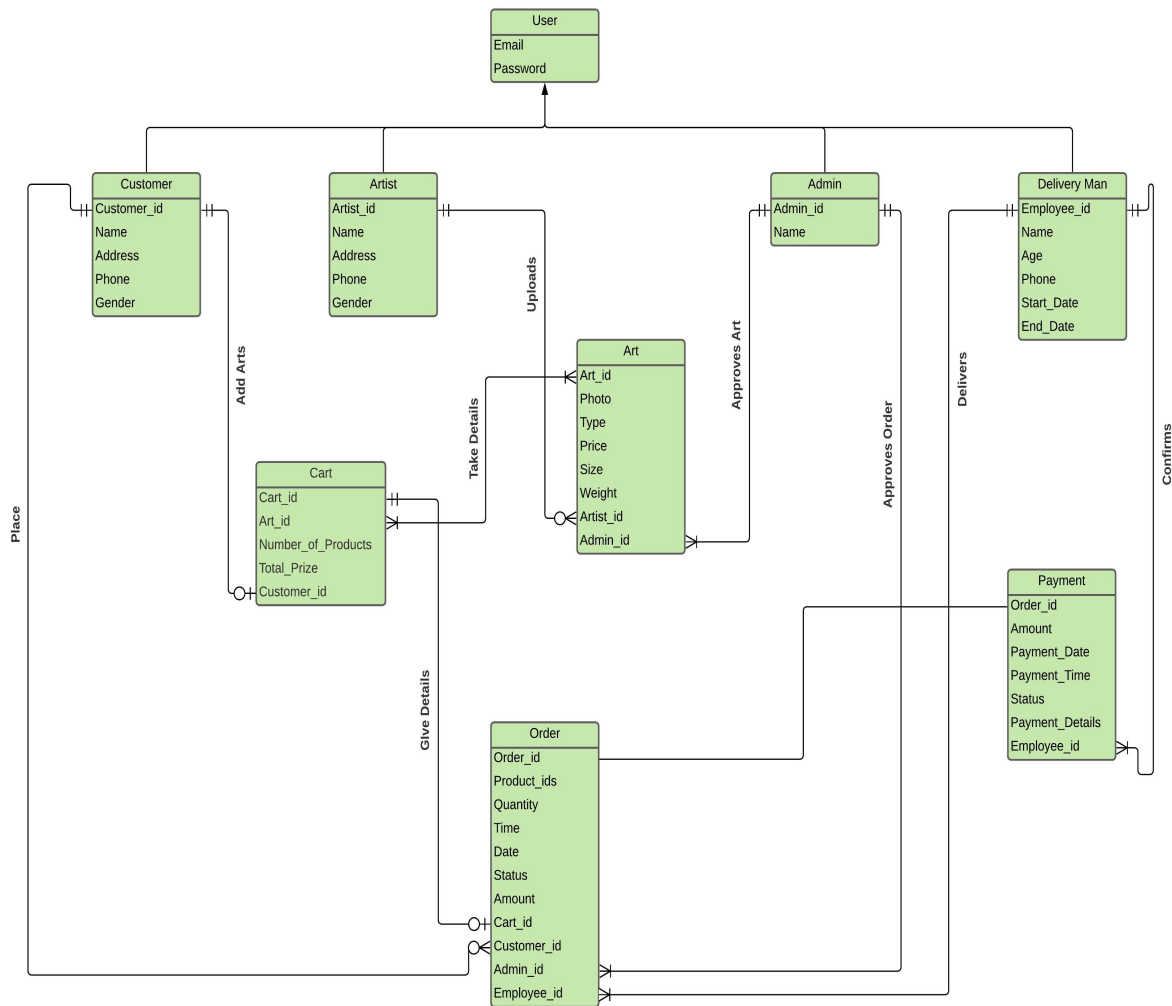 User
Email
Password
Customer
Customer_id
Name
Address
Phone
Gender
Artist
Artist_id
Name
Address
Phone
Gender
Admin
Admin_id
Name
Delivery Man
Employee_id
Name
Age
Phone
Start_Date
End_Date
Uploads
Approves Art
Add Arts
Take Details
Delivers
Approves Order
Confirms
Place
Art
Art_id
Photo
Type
Price
Size
Weight
Artist_id
Admin_id
Cart
Cart_id
Art_id
Number_of_Products
Total_Prize
Customer_id
Payment
Order_id
Amount
Payment_Date
Payment_Time
Status
Payment_Details
Employee_id
GIve Details
Order
Order_id
Product_ids
Quantity
Time
Date
Status
Amount
Cart_id
Customer_id
Admin_id
Employee_id